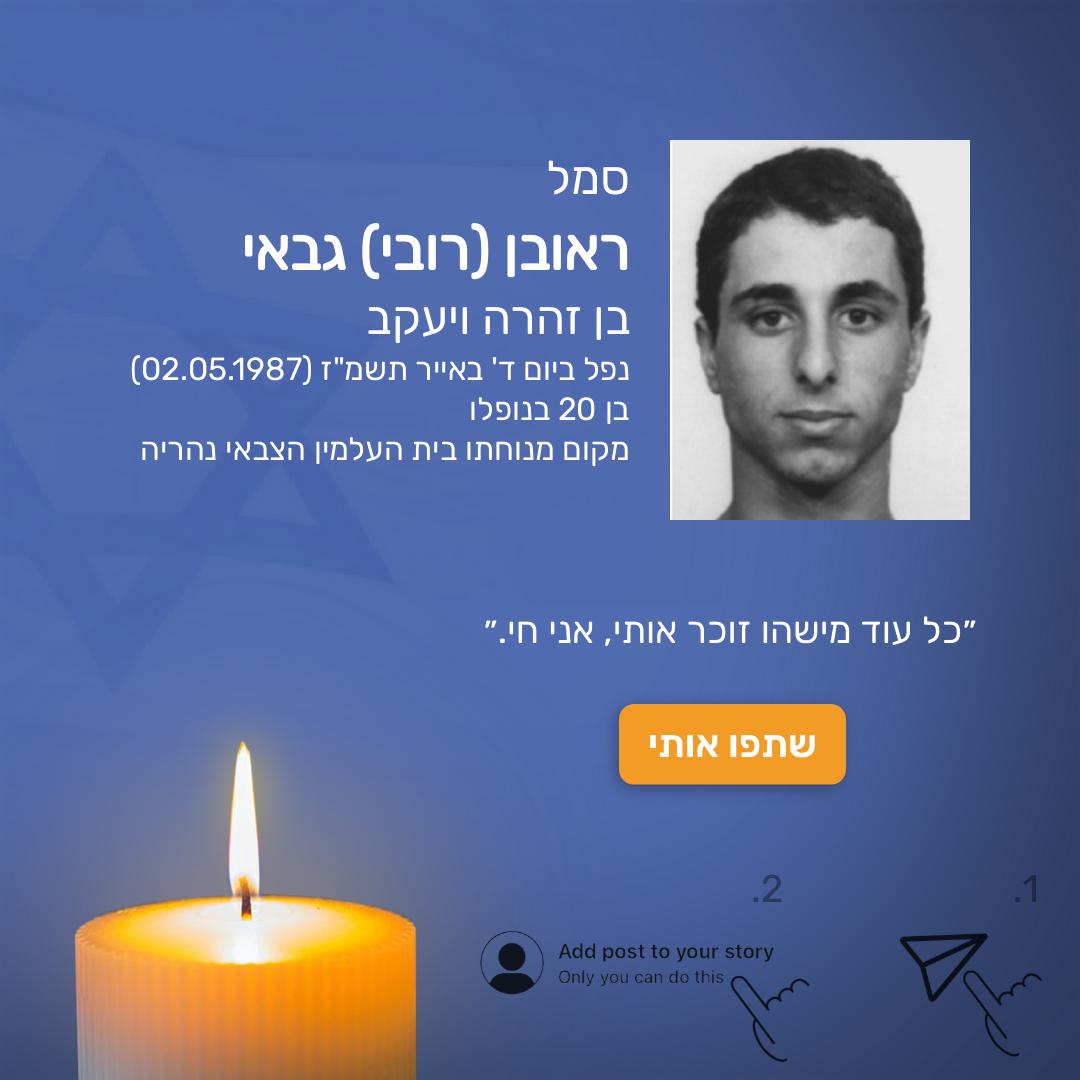 סמל
ראובן (רובי) גבאי
בן זהרה ויעקב
נפל ביום ד' באייר תשמ"ז (02.05.1987)
בן 20 בנופלו
מקום מנוחתו בית העלמין הצבאי נהריה
״כל עוד מישהו זוכר אותי, אני חי.״
שתפו אותי
.1
.2
Add post to your story
Only you can do this